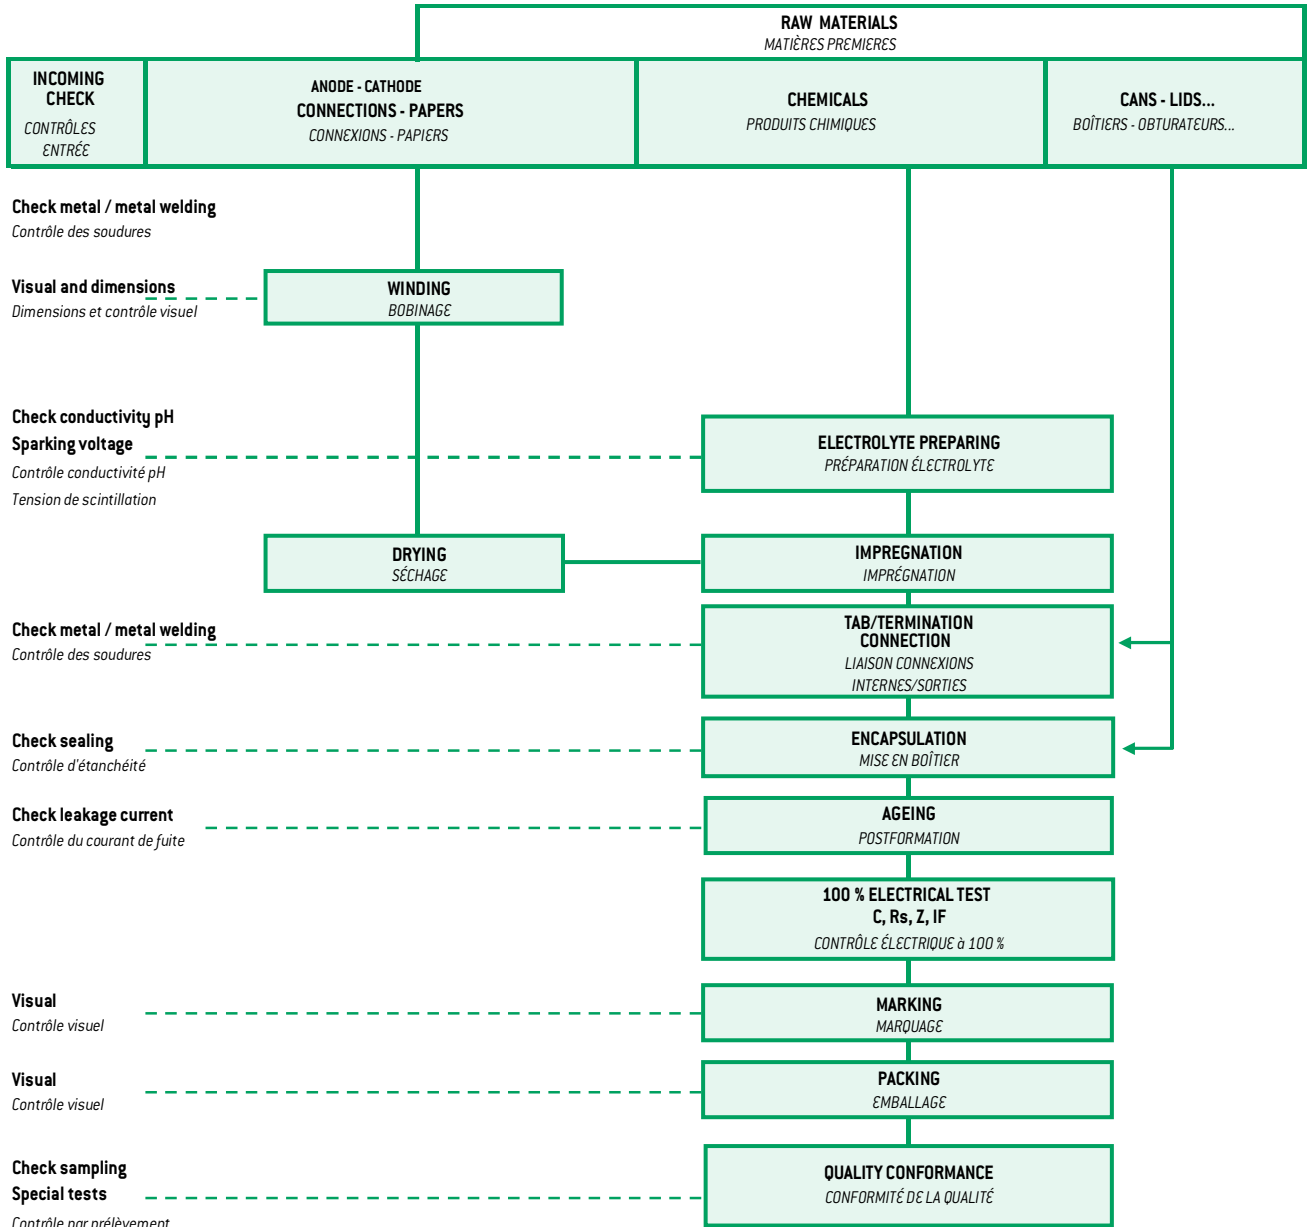 RAW MATERIALS
MATIÈRES PREMIERES
INCOMING
CHECK
CONTRÔLES
ENTRÉE
ANODE - CATHODE
CONNECTIONS - PAPERS
CONNEXIONS - PAPIERS
CHEMICALS
PRODUITS CHIMIQUES
CANS - LIDS...
BOÎTIERS - OBTURATEURS...
Check metal / metal welding
Contrôle des soudures
Visual and dimensions
Dimensions et contrôle visuel
WINDING
BOBINAGE
Check conductivity pH
Sparking voltage
Contrôle conductivité pH
Tension de scintillation
ELECTROLYTE PREPARING
PRÉPARATION ÉLECTROLYTE
DRYING
SÉCHAGE
IMPREGNATION
IMPRÉGNATION
Check metal / metal welding
Contrôle des soudures
TAB/TERMINATION
CONNECTION
LIAISON CONNEXIONS
INTERNES/SORTIES
Check sealing
Contrôle d'étanchéité
ENCAPSULATION
MISE EN BOÎTIER
Check leakage current
Contrôle du courant de fuite
AGEING
POSTFORMATION
100 % ELECTRICAL TEST
C, Rs, Z, IF
CONTRÔLE ÉLECTRIQUE à 100 %
Visual
Contrôle visuel
MARKING
MARQUAGE
Visual
Contrôle visuel
PACKING
EMBALLAGE
Check sampling
Special tests
Contrôle par prélèvement
QUALITY CONFORMANCE
CONFORMITÉ DE LA QUALITÉ